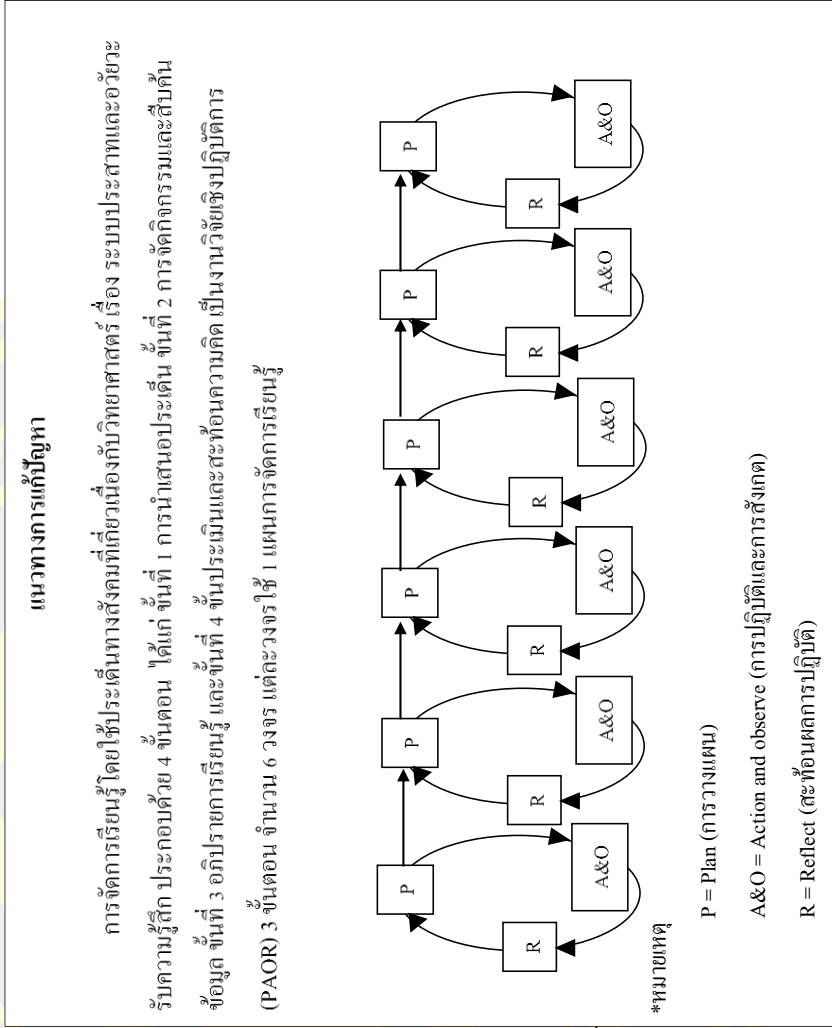 แนวทางการแก้ปัญหา
การจัดการเรียนรู้โดยใช้ประเด็นทางสังคมที่เกี่ยวเนื่องกับวิทยาศาสตร์ เรื่อง ระบบประสาทและอวัยวะ
รับความรู้สึก ประกอบด้วย 4 ขั้นตอน ได้แก่ ขั้นที่ 1 การนำเสนอประเด็น ขั้นที่ 2 การจัดกิจกรรมและสืบค้น
ข้อมูล ขั้นที่ 3 อภิปรายการเรียนรู้ และขั้นที่ 4 ขั้นประเมินและสะท้อนความคิด เป็นงานวิจัยเชิงปฏิบัติการ
(PAOR) 3 ขั้นตอน จำนวน 6 วงจร แต่ละวงจรใช้ 1 แผนการจัดการเรียนรู้
P P P P P P
R R R R R R
A&O A&O A&O A&O A&O A&O
*หมายเหตุ
P = Plan (การวางแผน)
A&O = Action and observe (การปฏิบัติและการสังเกต)
R = Reflect (สะท้อนผลการปฏิบัติ)